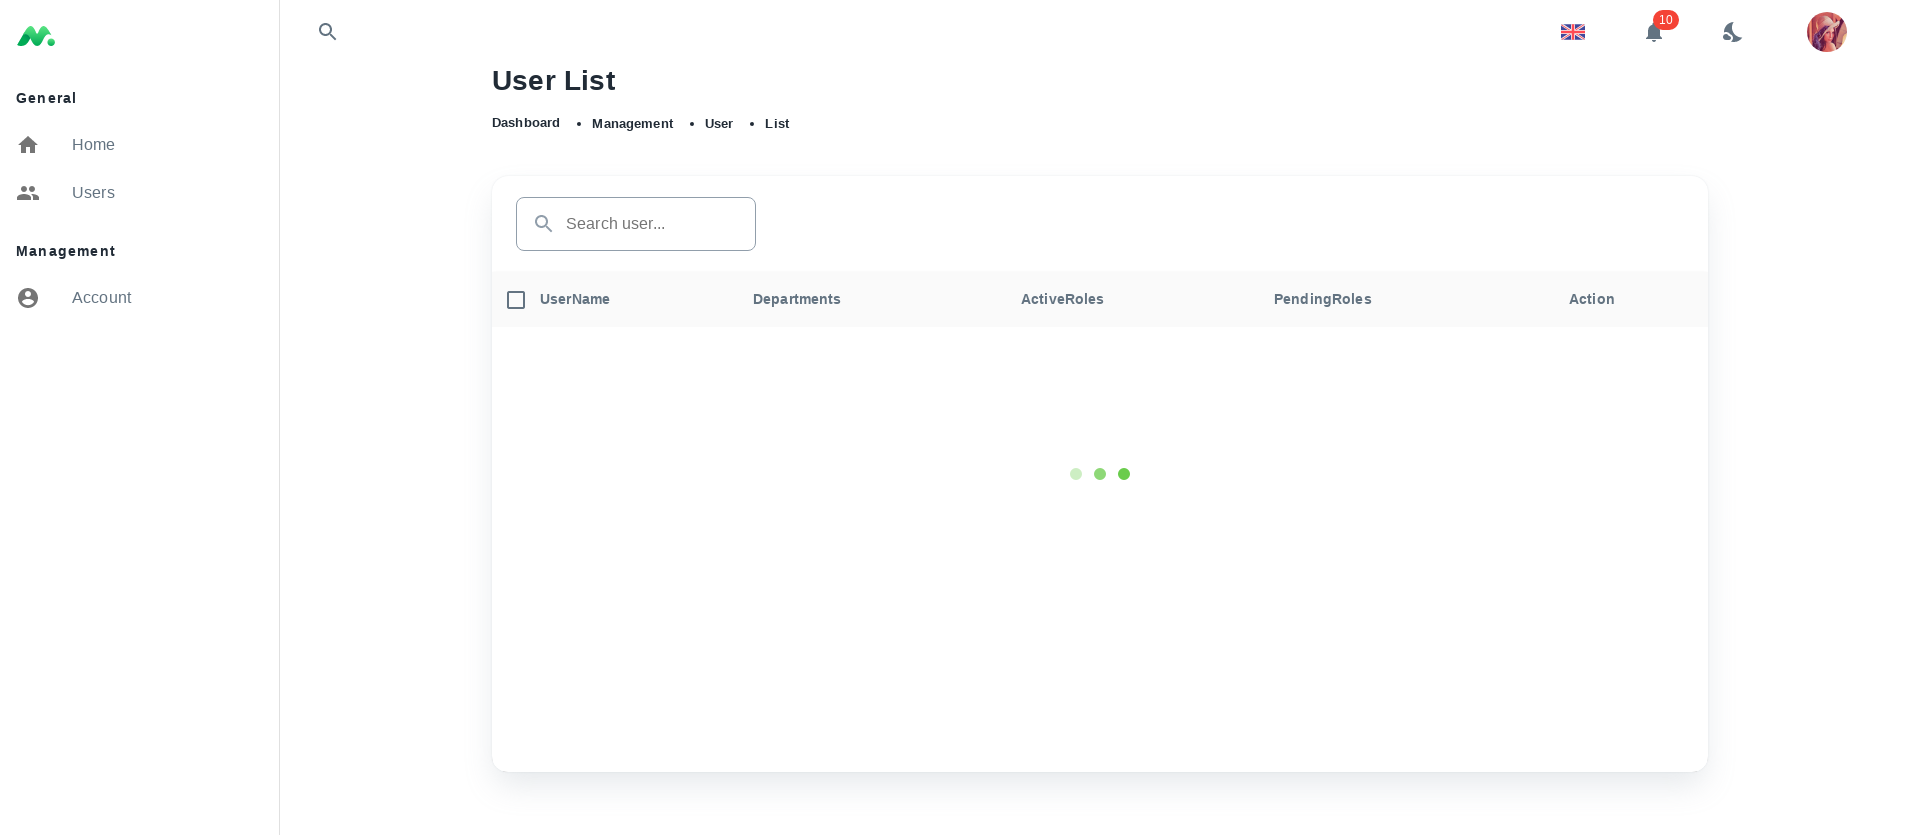 10
User List
Dashboard • Management • User • List
General
Home
Users
Management
Account
Search user...
UserName Departments ActiveRoles PendingRoles Action